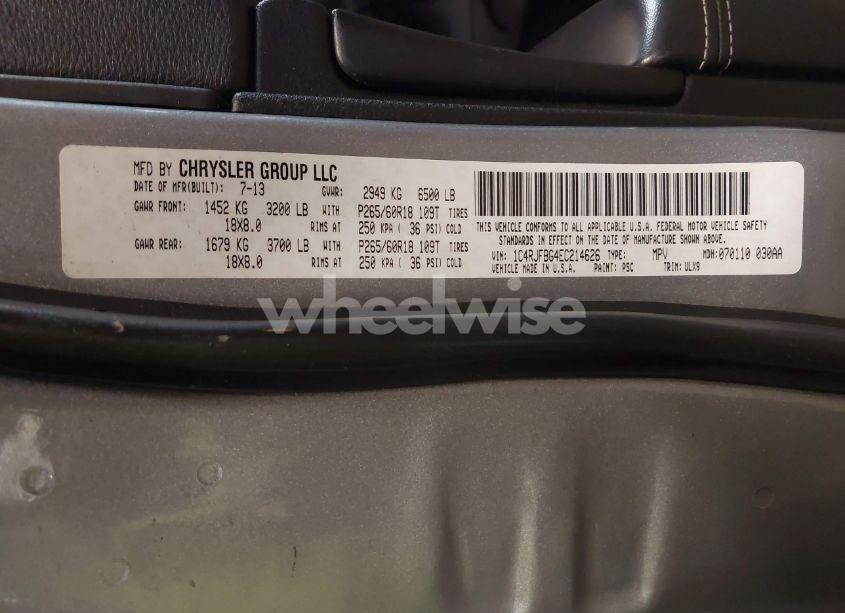 MFD BY CHRYSLER GROUP LLC
DATE OF MFR(BUILT): 7-13 GVWR: 2949 KG 6500 LB
GAWR FRONT: 1452 KG 3200 LB WITH P265/60R18 109T TIRES
18X8.0 RIMS AT 250 KPA ( 36 PSI) COLD
GAWR REAR: 1679 KG 3700 LB WITH P265/60R18 109T TIRES
18X8.0 RIMS AT 250 KPA ( 36 PSI) COLD
THIS VEHICLE CONFORMS TO ALL APPLICABLE U.S.A. FEDERAL MOTOR VEHICLE SAFETY
STANDARDS IN EFFECT ON THE DATE OF MANUFACTURE SHOWN ABOVE.
VIN: 1C4RJFBG4EC214626 TYPE: MPV MDH:070110 030AA
VEHICLE MADE IN U.S.A. PAINT: PSC TRIM: ULX9
wheelwise